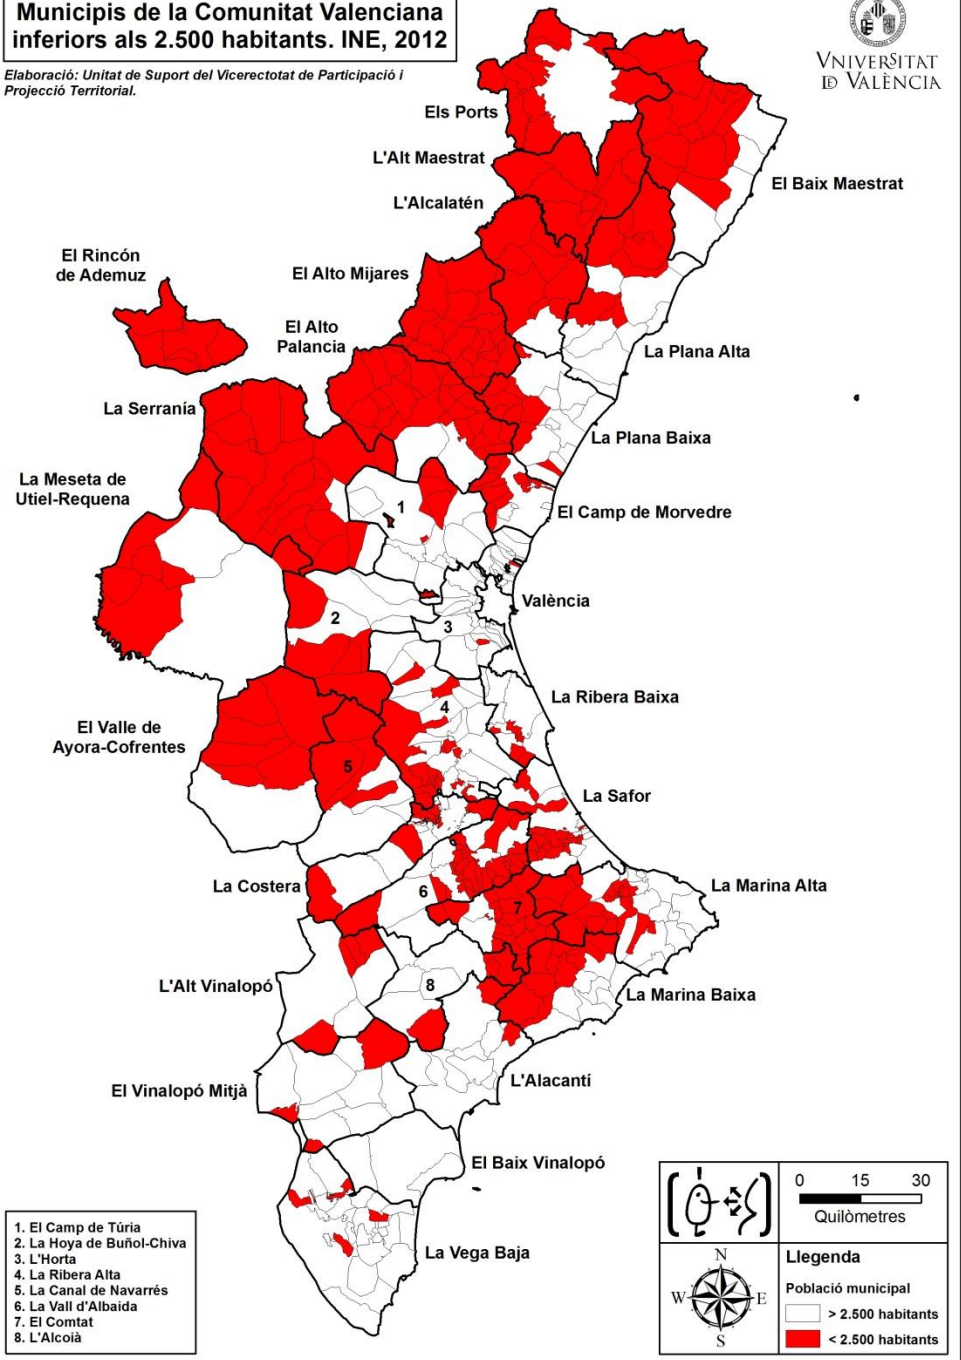 Municipis de la Comunitat Valenciana
inferiors als 2.500 habitants. INE, 2012
Elaboració: Unitat de Suport del Vicerectotat de Participació i
Projecció Territorial.
VNIVERSITAT
ID VALÈNCIA
Els Ports
L'Alt Maestrat
El Baix Maestrat
L'Alcalatén
El Rincón
de Ademuz
El Alto Mijares
El Alto
Palancia
La Plana Alta
La Serranía
La Plana Baixa
La Meseta de
Utiel-Requena
1
El Camp de Morvedre
València
2
3
La Ribera Baixa
4
El Valle de
Ayora-Cofrentes
5
La Safor
La Costera
6
La Marina Alta
7
L'Alt Vinalopó
8
La Marina Baixa
L'Alacantí
El Vinalopó Mitjà
El Baix Vinalopó
La Vega Baja
1. El Camp de Túria
2. La Hoya de Buñol-Chiva
3. L'Horta
4. La Ribera Alta
5. La Canal de Navarrés
6. La Vall d'Albaida
7. El Comtat
8. L'Alcoià
0 15 30
Quilòmetres
N
W E
S
Llegenda
Població municipal
> 2.500 habitants
< 2.500 habitants